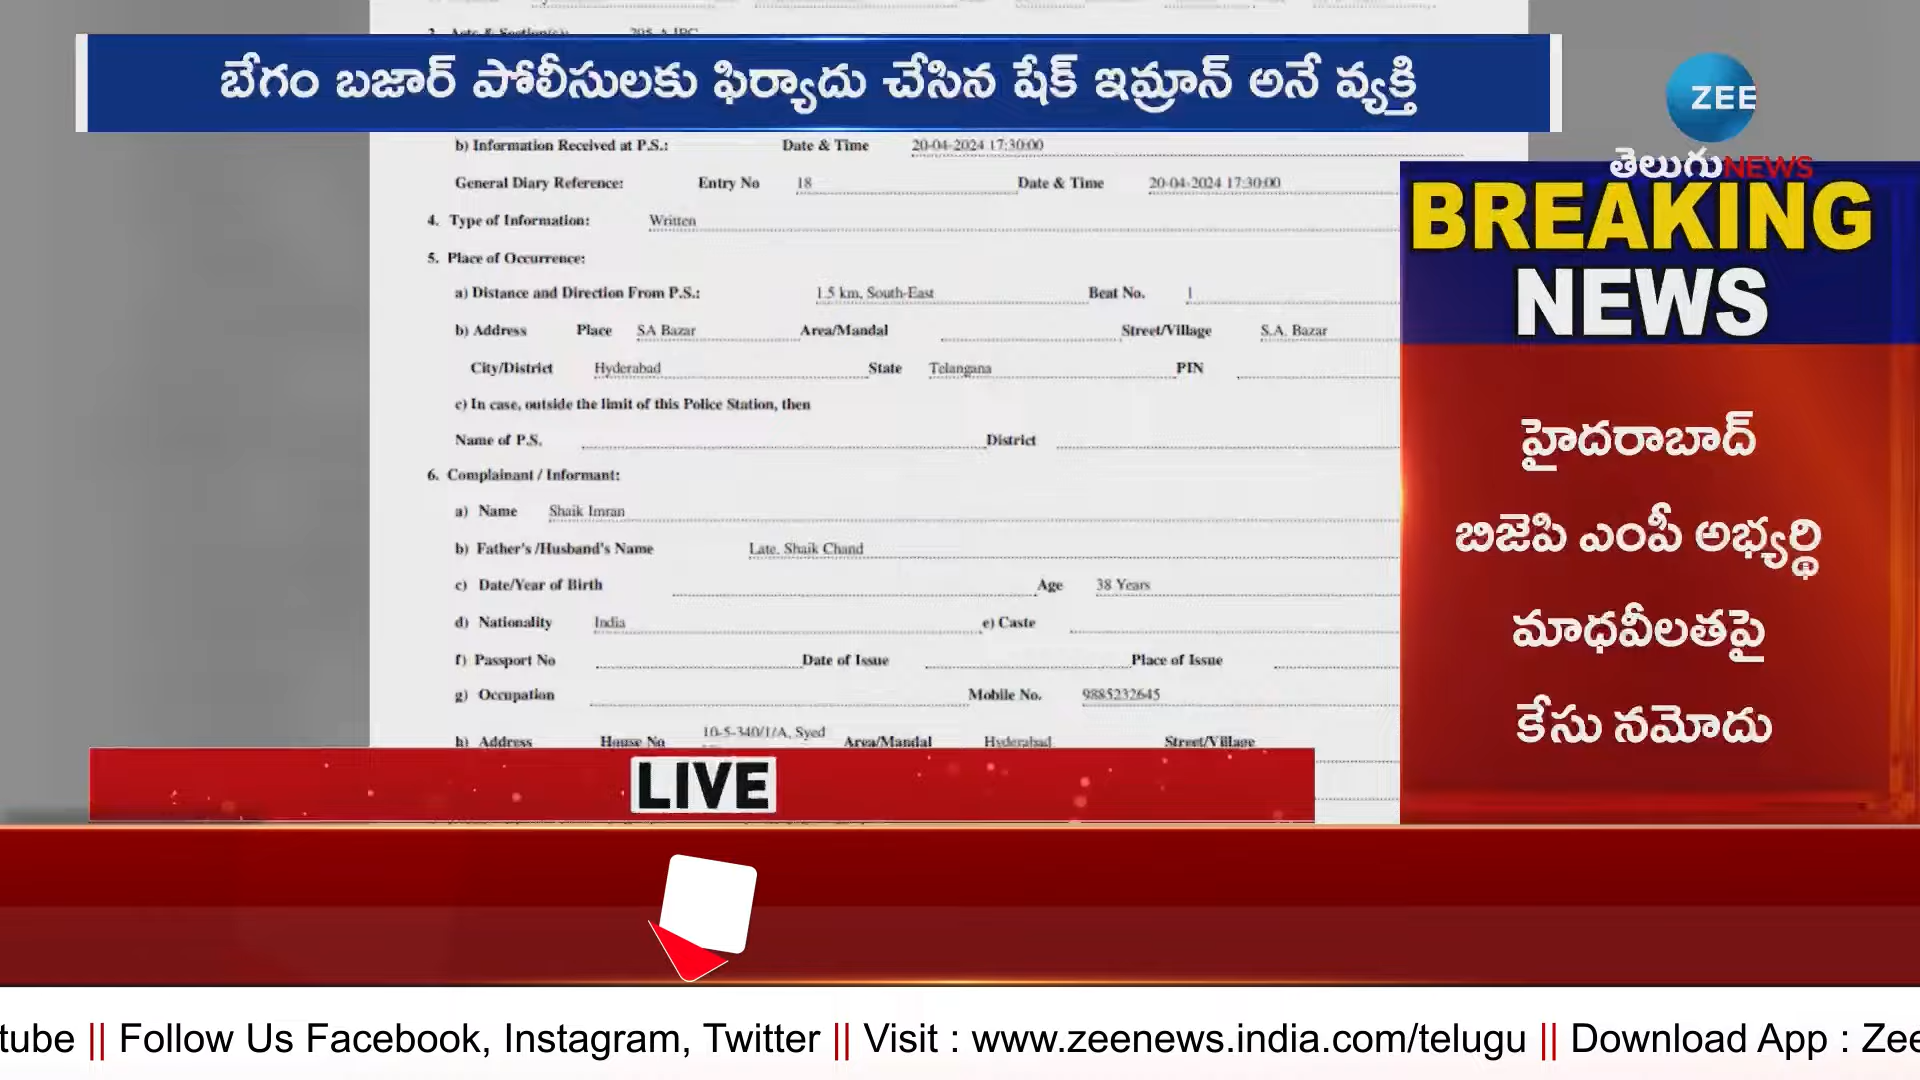 295-A IPC
బేగం బజార్ పోలీసులకు ఫిర్యాదు చేసిన షేక్ ఇమ్రాన్ అనే వ్యక్తి
ZEE
తెలుగు NEWS
b) Information Received at P.S.: Date & Time 20-04-2024 17:30:00
General Diary Reference: Entry No 18 Date & Time 20-04-2024 17:30:00
4. Type of Information: Written
5. Place of Occurrence:
a) Distance and Direction From P.S.: 1.5 km, South-East Beat No. 1
b) Address Place SA Bazar Area/Mandal Street/Village S.A. Bazar
City/District Hyderabad State Telangana PIN
c) In case, outside the limit of this Police Station, then
Name of P.S. District
6. Complainant / Informant:
a) Name Shaik Imran
b) Father's /Husband's Name Late. Shaik Chand
c) Date/Year of Birth Age 38 Years
d) Nationality India e) Caste
f) Passport No Date of Issue Place of Issue
g) Occupation Mobile No. 9885232645
h) Address House No 10-5-340/1/A, Syed Area/Mandal Hyderabad Street/Village
BREAKING
NEWS
హైదరాబాద్
బిజెపి ఎంపీ అభ్యర్థి
మాధవీలతపై
కేసు నమోదు
LIVE
tube || Follow Us Facebook, Instagram, Twitter || Visit : www.zeenews.india.com/telugu || Download App : Zee